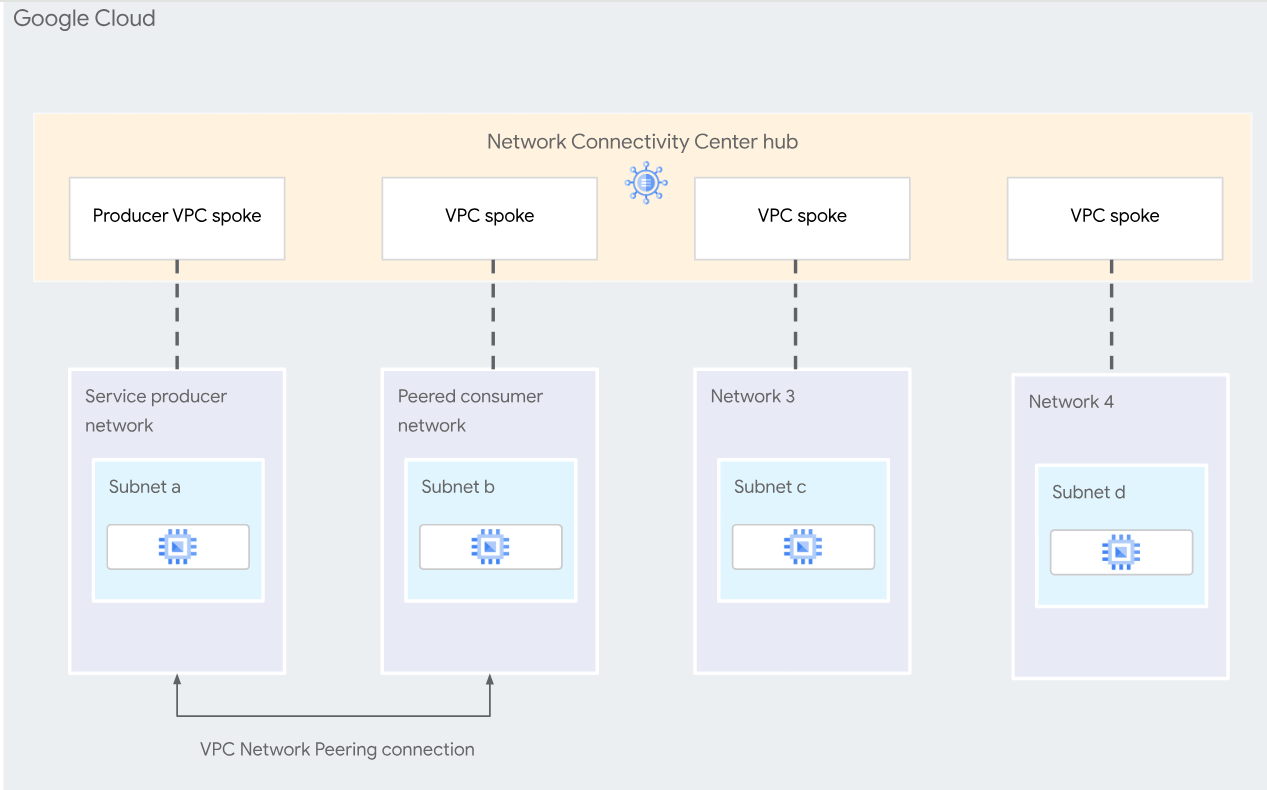 Google Cloud
Network Connectivity Center hub
Producer VPC spoke
VPC spoke
VPC spoke
VPC spoke
Service producer
network
Peered consumer
network
Network 3
Network 4
Subnet a
Subnet b
Subnet c
Subnet d
VPC Network Peering connection